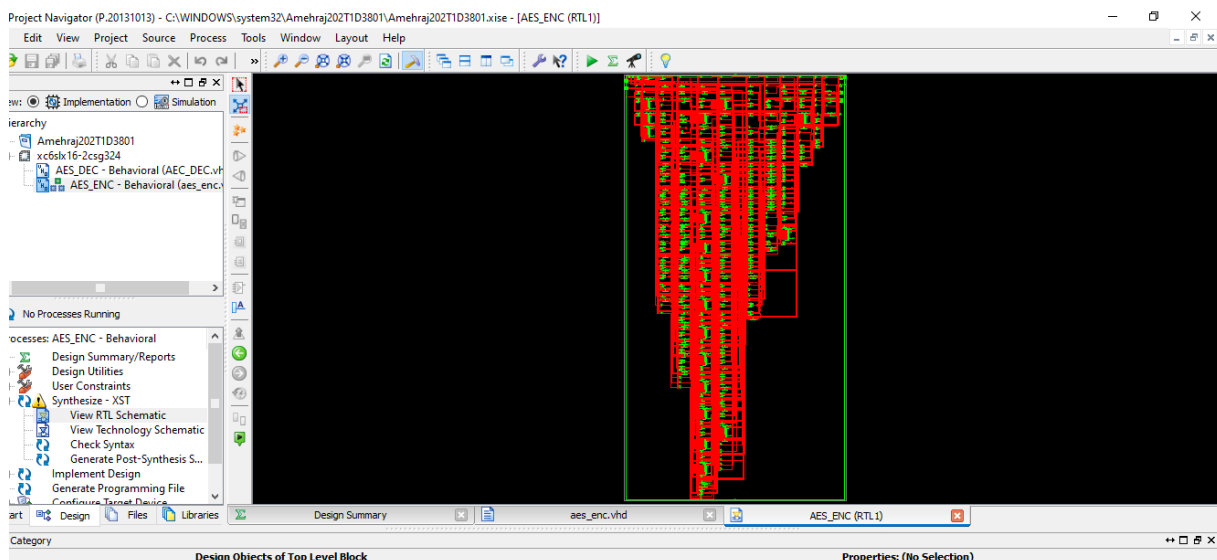 Project Navigator (P.20131013) - C:\WINDOWS\system32\Amehraj202T1D3801\Amehraj202T1D3801.xise - [AES_ENC (RTL1)]
Edit View Project Source Process Tools Window Layout Help
ew: Implementation Simulation
ierarchy
Amehraj202T1D3801
xc6slx16-2csg324
AES_DEC - Behavioral (AEC_DEC.vh
AES_ENC - Behavioral (aes_enc.v
No Processes Running
rocesses: AES_ENC - Behavioral
Design Summary/Reports
Design Utilities
User Constraints
Synthesize - XST
View RTL Schematic
View Technology Schematic
Check Syntax
Generate Post-Synthesis S...
Implement Design
Generate Programming File
Configure Target Device
art Design Files Libraries Design Summary aes_enc.vhd AES_ENC (RTL1)
Category
Design Objects of Top Level Block Properties: (No Selection)